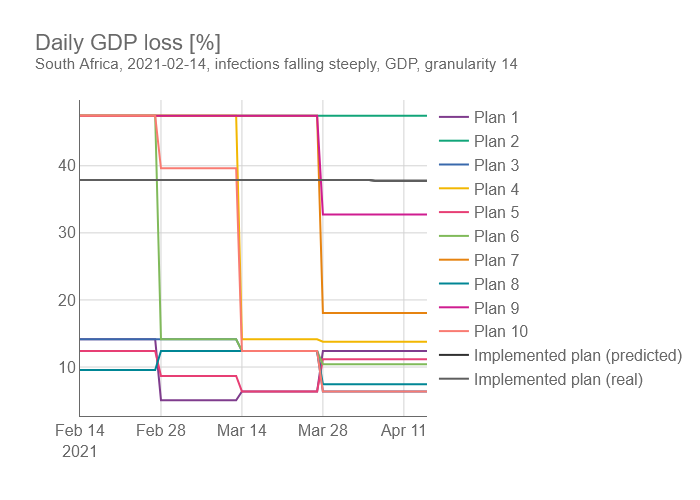 Daily GDP loss [%]
South Africa, 2021-02-14, infections falling steeply, GDP, granularity 14
40
30
20
10
Feb 14
2021
Feb 28
Mar 14
Mar 28
Apr 11
Plan 1
Plan 2
Plan 3
Plan 4
Plan 5
Plan 6
Plan 7
Plan 8
Plan 9
Plan 10
Implemented plan (predicted)
Implemented plan (real)